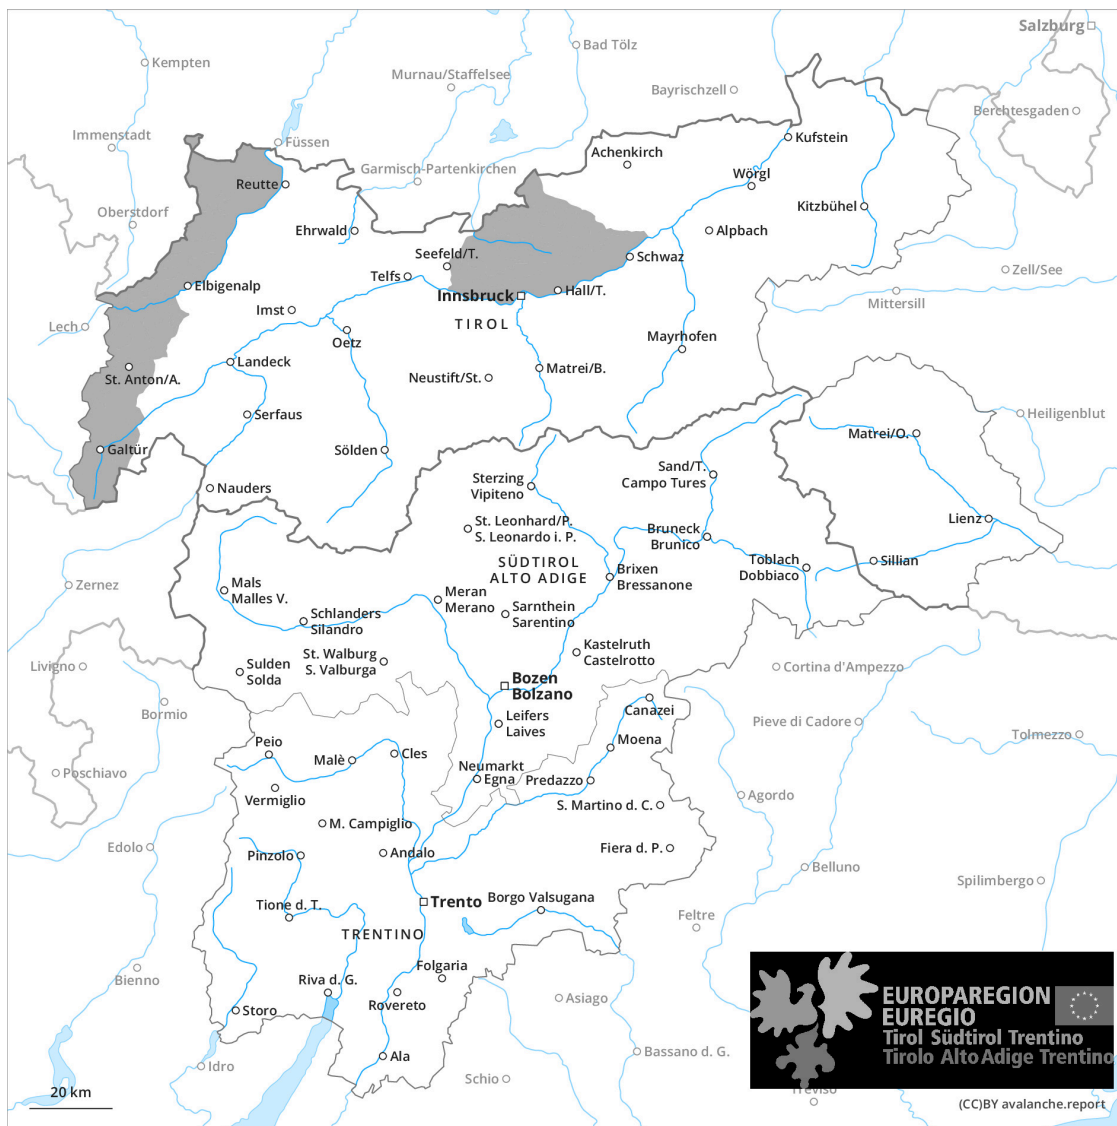 Salzburg
Bad Tölz
Kempten
Murnau/Staffelsee
Bayrischzell
Berchtesgaden
Immenstadt
Füssen
Kufstein
Achenkirch
Garmisch-Partenkirchen
Wörgl
Reutte
Kitzbühel
Oberstdorf
Ehrwald
Alpbach
Seefeld/T.
Schwaz
Zell/See
Telfs
Elbigenalp
Hall/T.
Innsbruck
Mittersill
Imst
TIROL
Lech
Oetz
Mayrhofen
Landeck
Matrei/B.
St. Anton/A.
Neustift/St.
Serfaus
Heiligenblut
Matrei/O.
Galtür
Sölden
Sand/T.
Campo Tures
Sterzing
Vipiteno
Nauders
Lienz
St. Leonhard/P.
S. Leonardo i. P.
Bruneck
Brunico
SÜDTIROL
ALTO ADIGE
Toblach
Dobbiaco
Sillian
Brixen
Bressanone
Zernez
Mals
Malles V.
Meran
Merano
Schlanders
Silandro
Sarnthein
Sarentino
Kastelruth
Castelrotto
St. Walburg
S. Valburga
Livigno
Sulden
Solda
Cortina d'Ampezzo
Bozen
Bolzano
Canazei
Bormio
Leifers
Laives
Pieve di Cadore
Tolmezzo
Moena
Peio
Cles
Malè
Neumarkt
Egna
Predazzo
Poschiavo
Vermiglio
Agordo
S. Martino d. C.
M. Campiglio
Edolo
Pinzolo
Andalo
Fiera d. P.
Belluno
Spilimbergo
Tione d. T.
Trento
Borgo Valsugana
Feltre
TRENTINO
Folgaria
Bienno
Riva d. G.
Rovereto
Asiago
Storo
EUROPAREGION
EUREGIO
Tirol Südtirol Trentino
Tirolo Alto Adige Trentino
Ala
Bassano d. G.
Idro
Schio
Treviso
20 km
(CC)BY avalanche.report